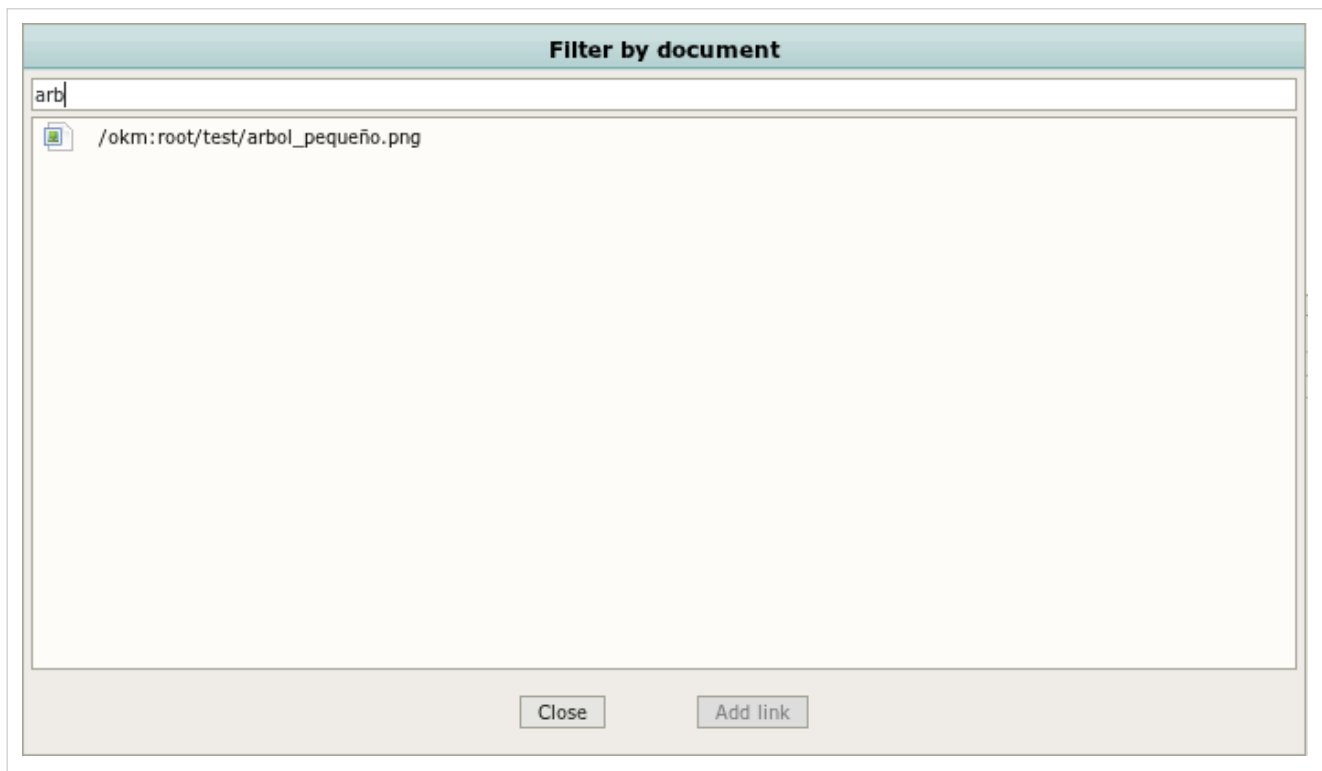 Filter by document
arb
/okm:root/test/arbol_pequeño.png
Close Add link